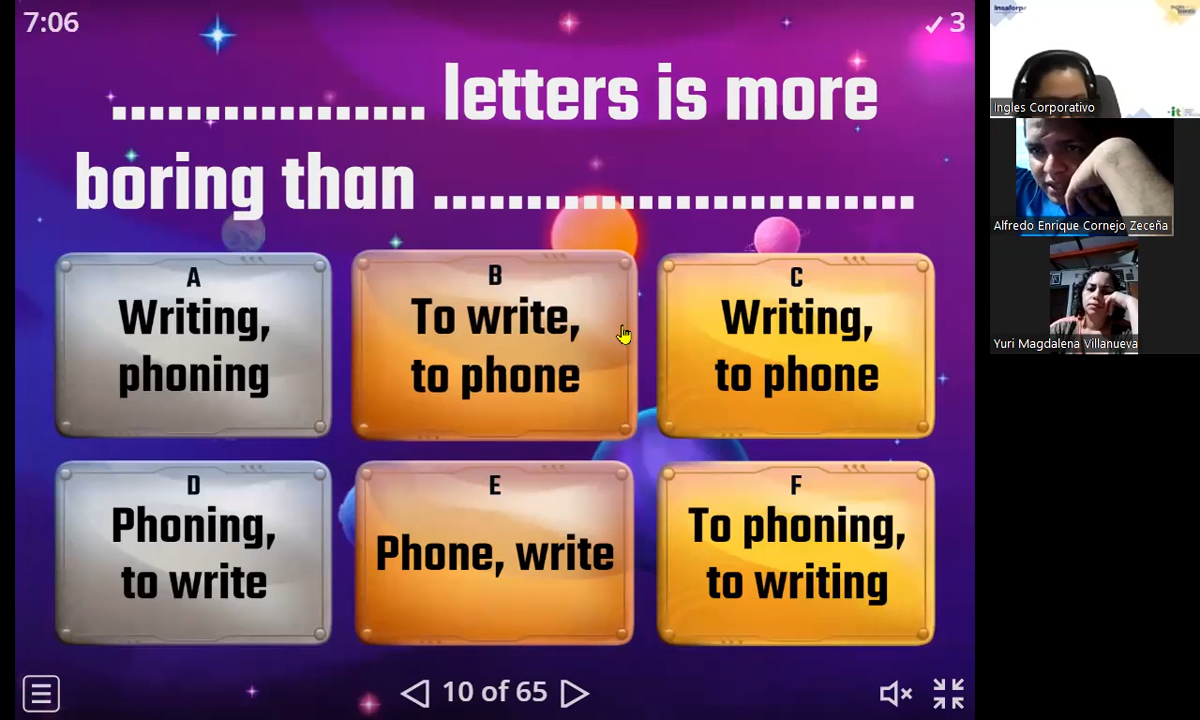 7:06
✓ 3
................. letters is more
boring than ..........................
A
Writing,
phoning
B
To write,
to phone
C
Writing,
to phone
D
Phoning,
to write
E
Phone, write
F
To phoning,
to writing
10 of 65
Insaforp
Ingles Corporativo
Alfredo Enrique Cornejo Zeceña
Yuri Magdalena Villanueva